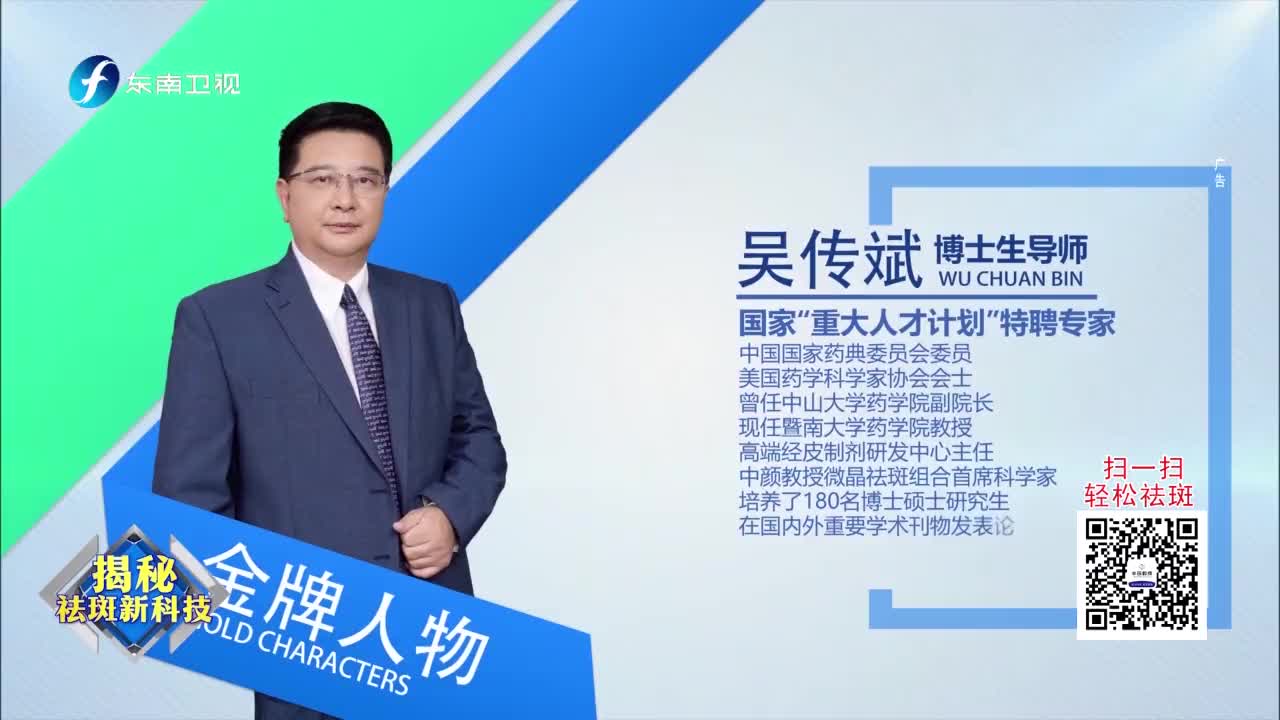 东南卫视
广告
吴传斌 博士生导师
WU CHUAN BIN
国家“重大人才计划”特聘专家
中国国家药典委员会委员
美国药学科学家协会会士
曾任中山大学药学院副院长
现任暨南大学药学院教授
高端经皮制剂研发中心主任
中颜教授微晶祛斑组合首席科学家
培养了180名博士硕士研究生
在国内外重要学术刊物发表论
扫一扫
轻松祛斑
揭秘
祛斑新科技
金牌人物
OLD CHARACTERS